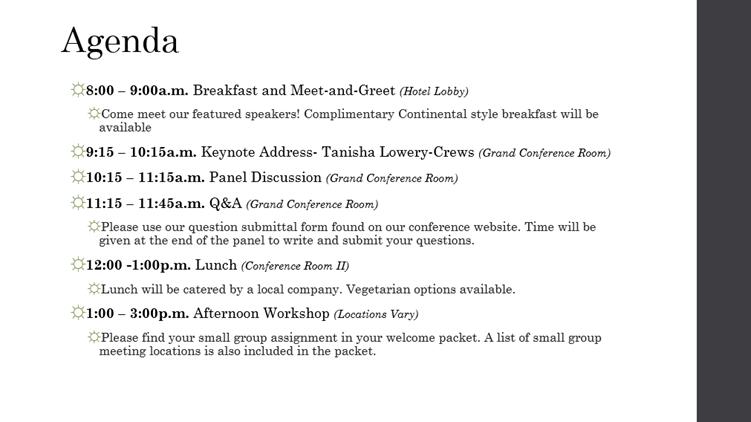 Agenda
8:00 – 9:00a.m. Breakfast and Meet-and-Greet (Hotel Lobby)
Come meet our featured speakers! Complimentary Continental style breakfast will be
available
9:15 – 10:15a.m. Keynote Address- Tanisha Lowery-Crews (Grand Conference Room)
10:15 – 11:15a.m. Panel Discussion (Grand Conference Room)
11:15 – 11:45a.m. Q&A (Grand Conference Room)
Please use our question submittal form found on our conference website. Time will be
given at the end of the panel to write and submit your questions.
12:00 -1:00p.m. Lunch (Conference Room II)
Lunch will be catered by a local company. Vegetarian options available.
1:00 – 3:00p.m. Afternoon Workshop (Locations Vary)
Please find your small group assignment in your welcome packet. A list of small group
meeting locations is also included in the packet.